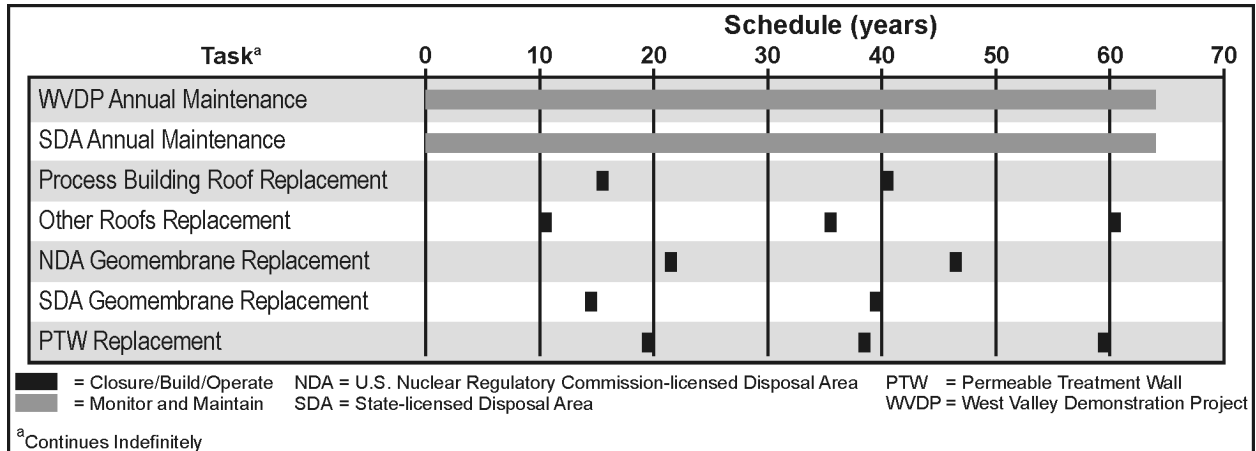 Schedule (years)
Taskª 0 10 20 30 40 50 60 70
WVDP Annual Maintenance
SDA Annual Maintenance
Process Building Roof Replacement
Other Roofs Replacement
NDA Geomembrane Replacement
SDA Geomembrane Replacement
PTW Replacement
= Closure/Build/Operate NDA = U.S. Nuclear Regulatory Commission-licensed Disposal Area PTW = Permeable Treatment Wall
= Monitor and Maintain SDA = State-licensed Disposal Area WVDP = West Valley Demonstration Project
ªContinues Indefinitely